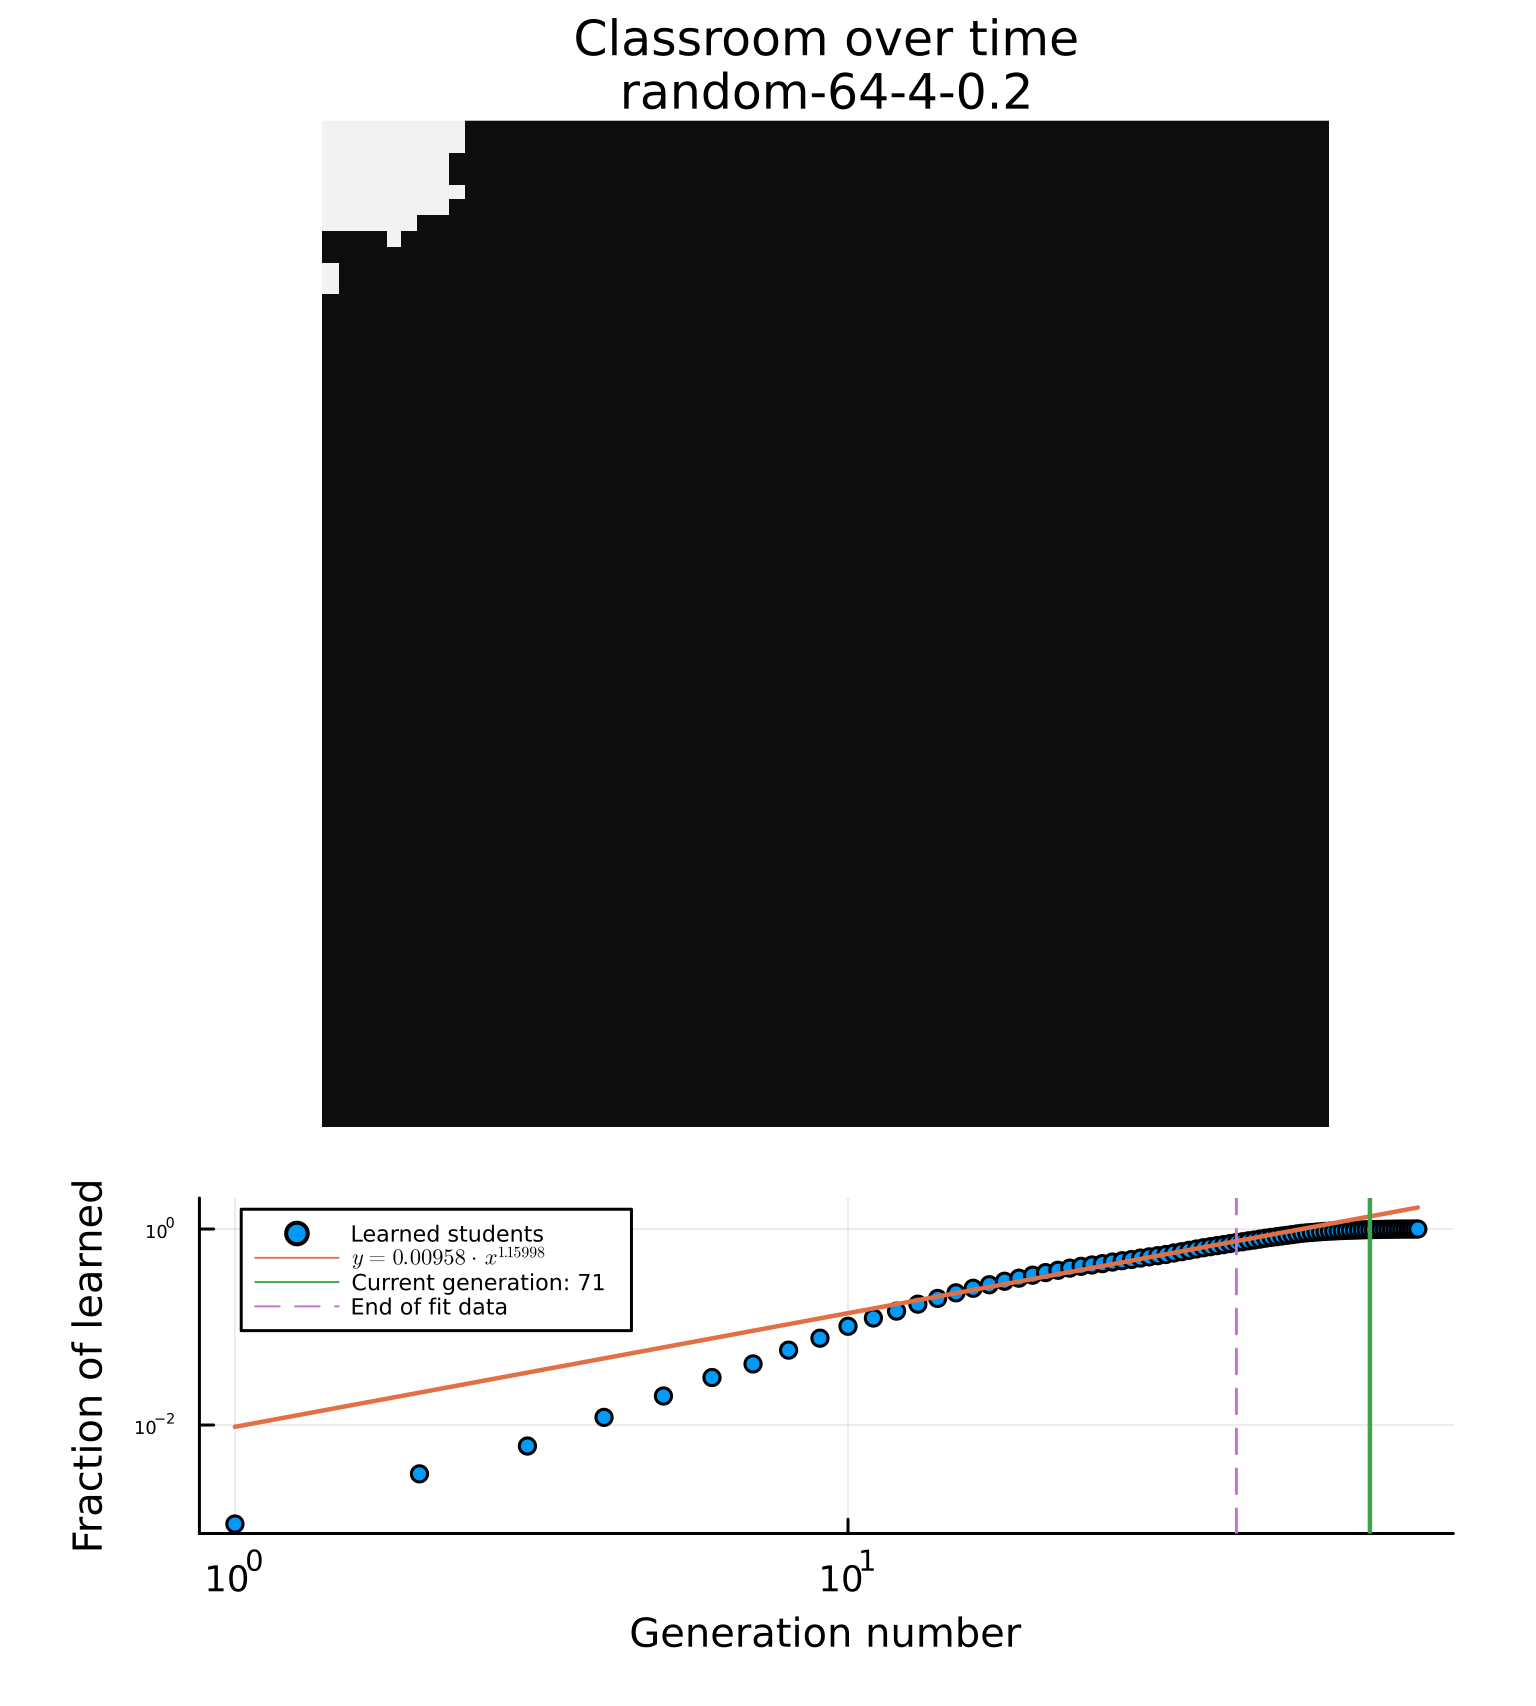 Classroom over time
random-64-4-0.2
Fraction of learned
10^0
10^-2
Learned students
y = 0.00958 · x^1.15998
Current generation: 71
End of fit data
10^0
10^1
Generation number